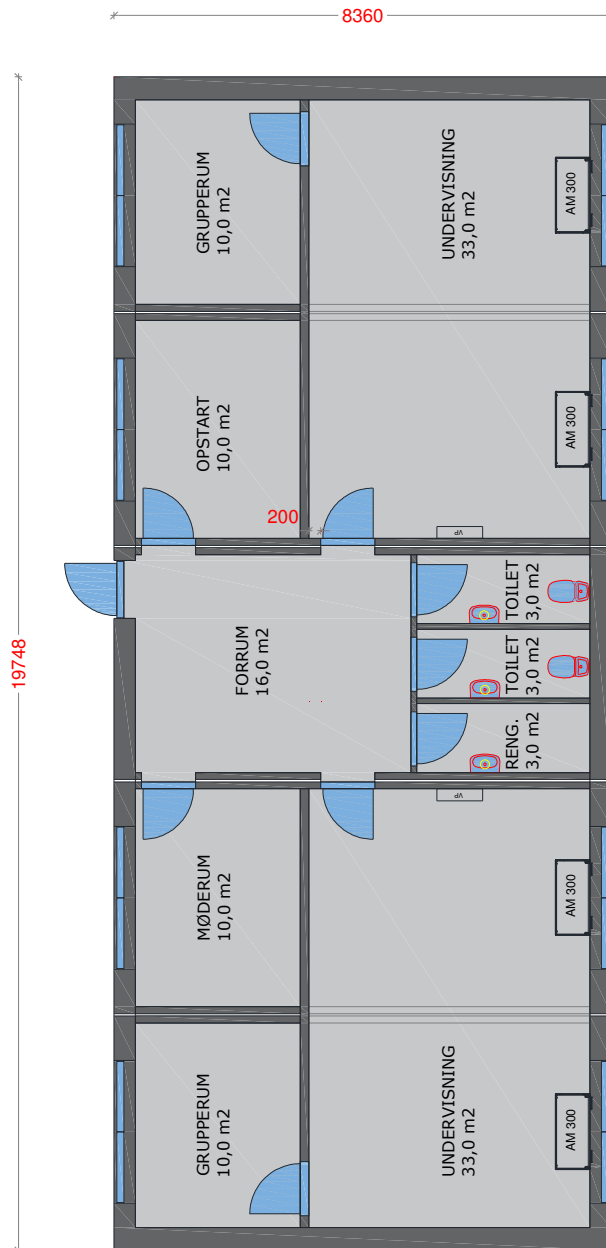 8360
19748
GRUPPERUM
10,0 m2
UNDERVISNING
33,0 m2
AM 300
OPSTART
10,0 m2
AM 300
200
VP
FORRUM
16,0 m2
TOILET
3,0 m2
TOILET
3,0 m2
RENG.
3,0 m2
VP
MØDERUM
10,0 m2
AM 300
GRUPPERUM
10,0 m2
UNDERVISNING
33,0 m2
AM 300